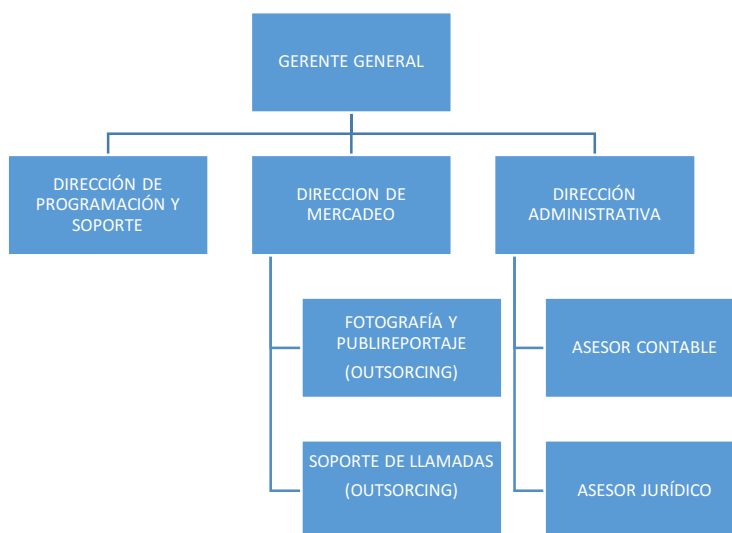 GERENTE GENERAL
DIRECCIÓN DE
PROGRAMACIÓN Y
SOPORTE
DIRECCION DE
MERCADEO
DIRECCIÓN
ADMINISTRATIVA
FOTOGRAFÍA Y
PUBLIREPORTAJE
(OUTSORCING)
ASESOR CONTABLE
SOPORTE DE LLAMADAS
(OUTSORCING)
ASESOR JURÍDICO